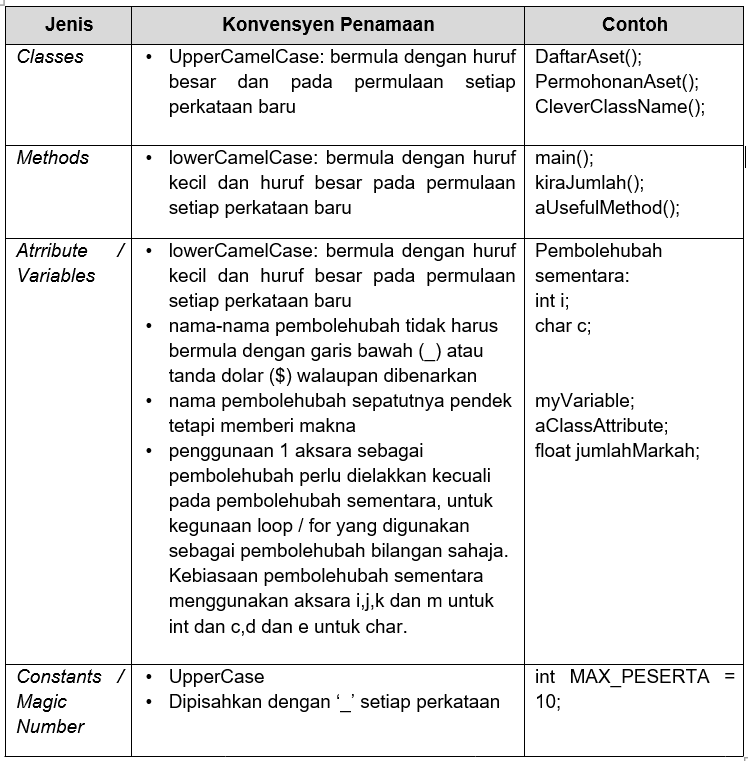 Jenis
Konvensyen Penamaan
Contoh
Classes
• UpperCamelCase: bermula dengan huruf
besar dan pada permulaan setiap
perkataan baru
DaftarAset();
PermohonanAset();
CleverClassName();
Methods
• lowerCamelCase: bermula dengan huruf
kecil dan huruf besar pada permulaan
setiap perkataan baru
main();
kiraJumlah();
aUsefulMethod();
Atrribute /
Variables
• lowerCamelCase: bermula dengan huruf
kecil dan huruf besar pada permulaan
setiap perkataan baru
• nama-nama pembolehubah tidak harus
bermula dengan garis bawah (_) atau
tanda dolar ($) walaupan dibenarkan
• nama pembolehubah sepatutnya pendek
tetapi memberi makna
• penggunaan 1 aksara sebagai
pembolehubah perlu dielakkan kecuali
pada pembolehubah sementara, untuk
kegunaan loop / for yang digunakan
sebagai pembolehubah bilangan sahaja.
Kebiasaan pembolehubah sementara
menggunakan aksara i,j,k dan m untuk
int dan c,d dan e untuk char.
Pembolehubah
sementara:
int i;
char c;
myVariable;
aClassAttribute;
float jumlahMarkah;
Constants /
Magic
Number
• UpperCase
• Dipisahkan dengan ‘_’ setiap perkataan
int MAX_PESERTA =
10;